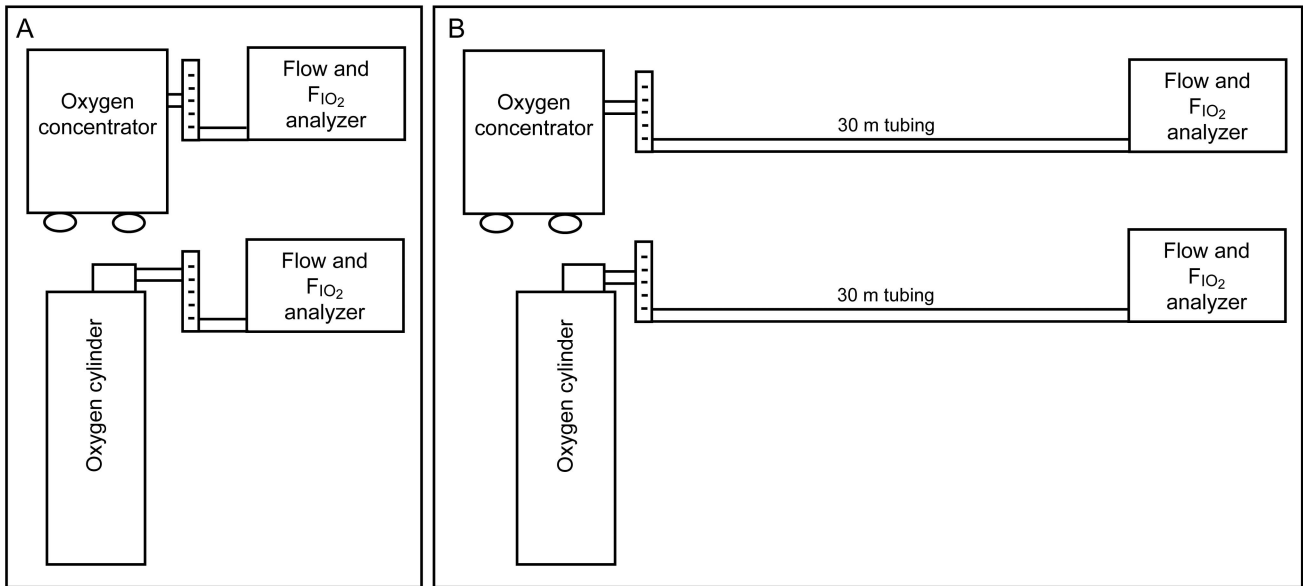 A
Oxygen
concentrator
Flow and
FIO2
analyzer
Oxygen cylinder
Flow and
FIO2
analyzer
B
Oxygen
concentrator
30 m tubing
Flow and
FIO2
analyzer
Oxygen cylinder
30 m tubing
Flow and
FIO2
analyzer